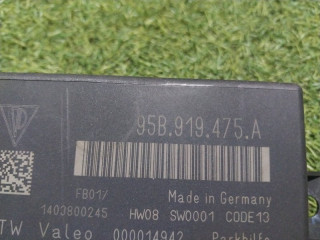 95B.919.475.A
FB01/ Made in Germany
1403800245 HW08 SW0001 CODE13
TW Valeo 000014942 Parkhilfe